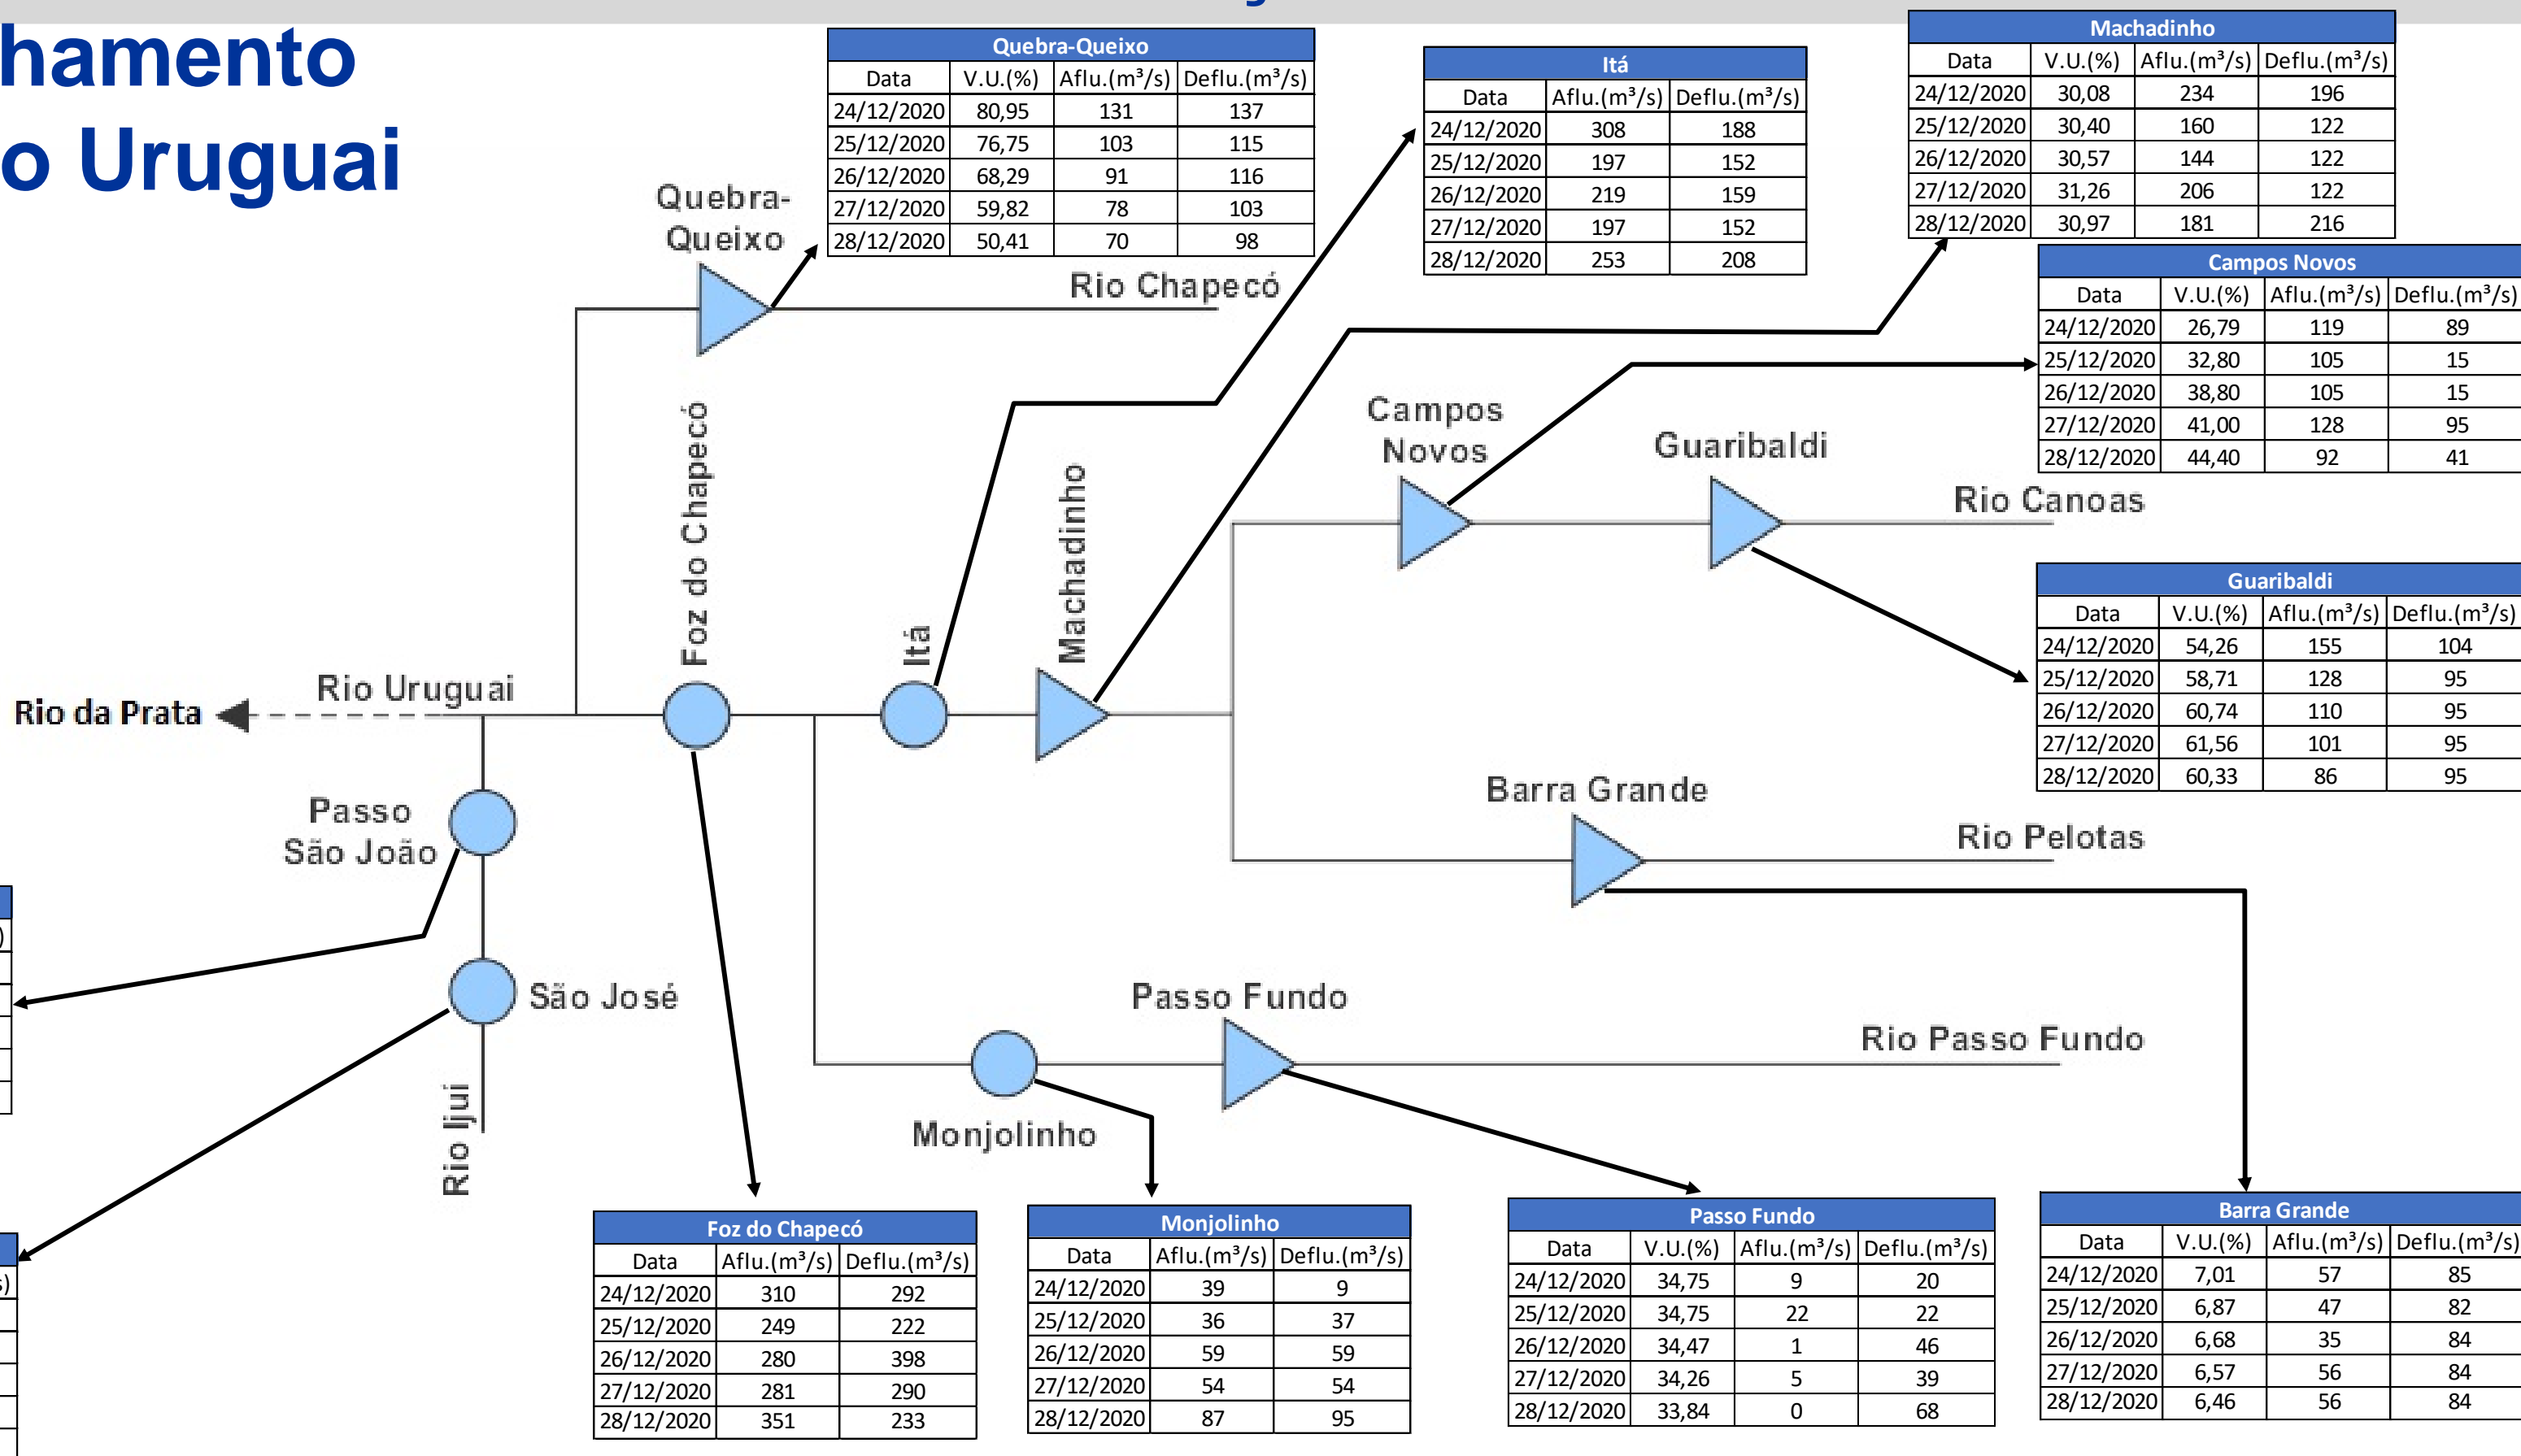 hamento
o Uruguai
Quebra-Queixo
Data V.U.(%) Aflu.(m³/s) Deflu.(m³/s)
24/12/2020 80,95 131 137
25/12/2020 76,75 103 115
26/12/2020 68,29 91 116
27/12/2020 59,82 78 103
28/12/2020 50,41 70 98
Itá
Data Aflu.(m³/s) Deflu.(m³/s)
24/12/2020 308 188
25/12/2020 197 152
26/12/2020 219 159
27/12/2020 197 152
28/12/2020 253 208
Machadinho
Data V.U.(%) Aflu.(m³/s) Deflu.(m³/s)
24/12/2020 30,08 234 196
25/12/2020 30,40 160 122
26/12/2020 30,57 144 122
27/12/2020 31,26 206 122
28/12/2020 30,97 181 216
Campos Novos
Data V.U.(%) Aflu.(m³/s) Deflu.(m³/s)
24/12/2020 26,79 119 89
25/12/2020 32,80 105 15
26/12/2020 38,80 105 15
27/12/2020 41,00 128 95
28/12/2020 44,40 92 41
Quebra-
Queixo
Rio Chapecó
Foz do Chapecó
Itá
Machadinho
Campos
Novos
Guaribaldi
Rio Canoas
Guaribaldi
Data V.U.(%) Aflu.(m³/s) Deflu.(m³/s)
24/12/2020 54,26 155 104
25/12/2020 58,71 128 95
26/12/2020 60,74 110 95
27/12/2020 61,56 101 95
28/12/2020 60,33 86 95
Rio da Prata
Rio Uruguai
Passo
São João
São José
Rio Ijui
Barra Grande
Rio Pelotas
Passo Fundo
Rio Passo Fundo
Monjolinho
)
s)
Foz do Chapecó
Data Aflu.(m³/s) Deflu.(m³/s)
24/12/2020 310 292
25/12/2020 249 222
26/12/2020 280 398
27/12/2020 281 290
28/12/2020 351 233
Monjolinho
Data Aflu.(m³/s) Deflu.(m³/s)
24/12/2020 39 9
25/12/2020 36 37
26/12/2020 59 59
27/12/2020 54 54
28/12/2020 87 95
Passo Fundo
Data V.U.(%) Aflu.(m³/s) Deflu.(m³/s)
24/12/2020 34,75 9 20
25/12/2020 34,75 22 22
26/12/2020 34,47 1 46
27/12/2020 34,26 5 39
28/12/2020 33,84 0 68
Barra Grande
Data V.U.(%) Aflu.(m³/s) Deflu.(m³/s)
24/12/2020 7,01 57 85
25/12/2020 6,87 47 82
26/12/2020 6,68 35 84
27/12/2020 6,57 56 84
28/12/2020 6,46 56 84